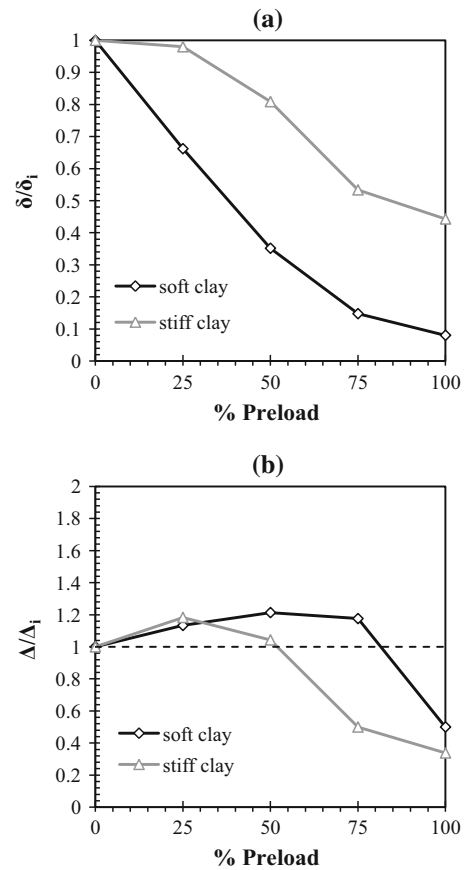 (a)
1
0.9
0.8
0.7
0.6
0.5
0.4
0.3
0.2
0.1
0
δ/δi
soft clay
stiff clay
0 25 50 75 100
% Preload
(b)
2
1.8
1.6
1.4
1.2
1
0.8
0.6
0.4
0.2
0
Δ/Δi
soft clay
stiff clay
0 25 50 75 100
% Preload